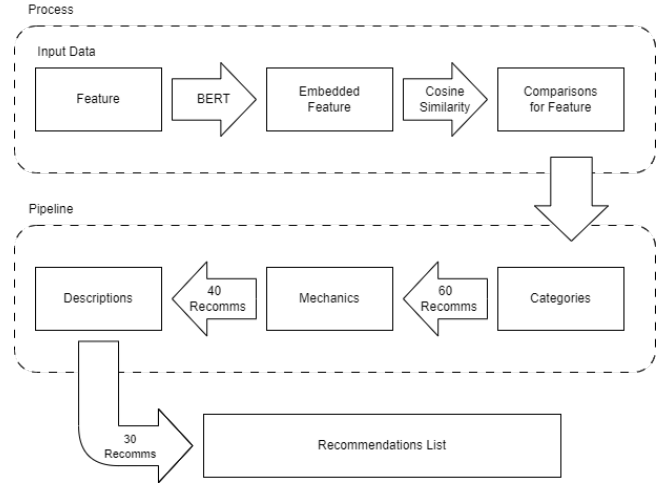 Process
Input Data
Feature
BERT
Embedded
Feature
Cosine
Similarity
Comparisons
for Feature
Pipeline
Descriptions
40
Recomms
Mechanics
60
Recomms
Categories
30
Recomms
Recommendations List